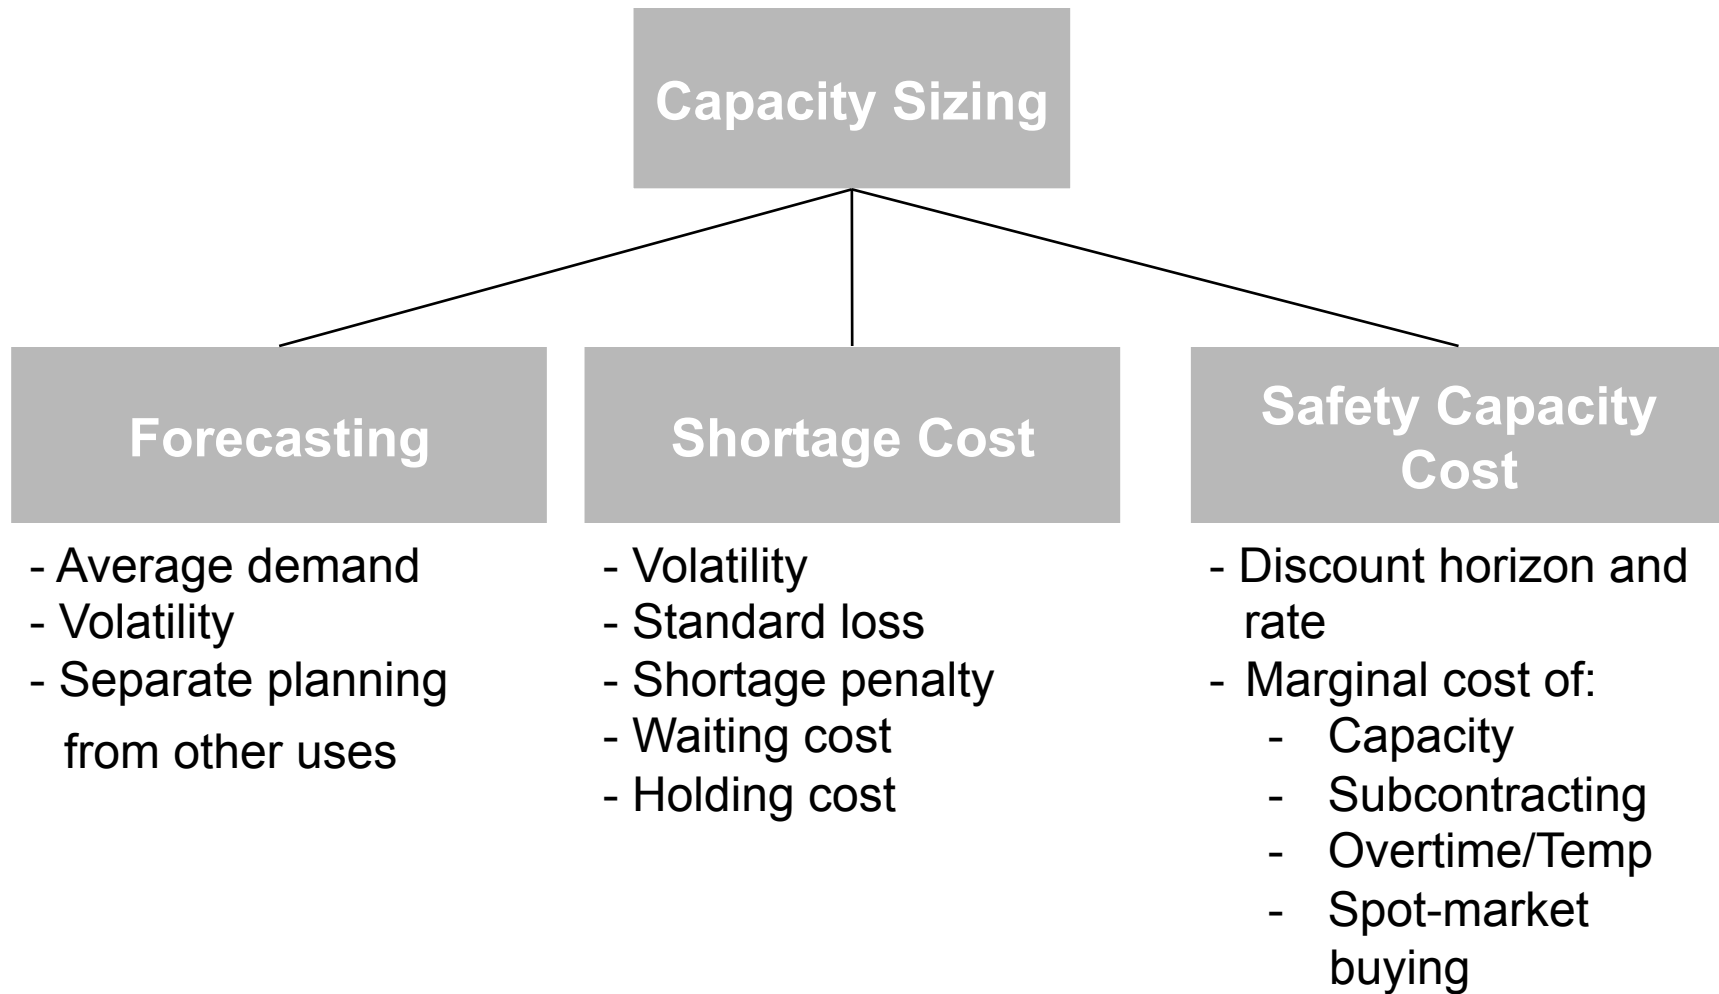 Capacity Sizing
Forecasting
- Average demand
- Volatility
- Separate planning
from other uses
Shortage Cost
- Volatility
- Standard loss
- Shortage penalty
- Waiting cost
- Holding cost
Safety Capacity
Cost
- Discount horizon and
rate
- Marginal cost of:
- Capacity
- Subcontracting
- Overtime/Temp
- Spot-market
buying